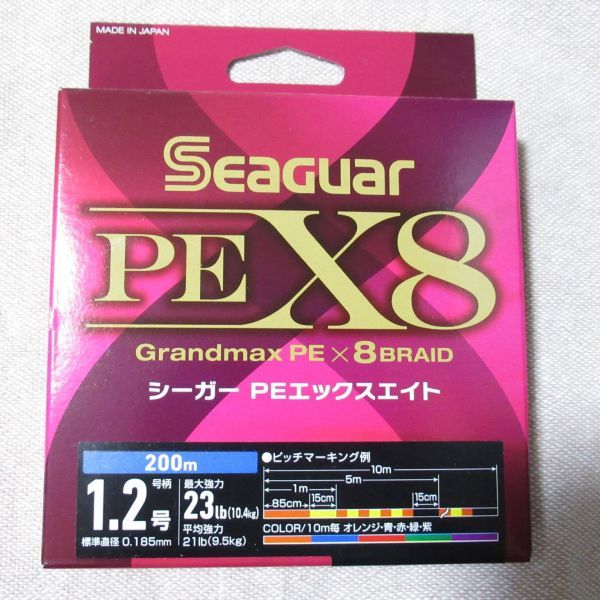 MADE IN JAPAN
Seaguar
PE X8
Grandmax PE × 8 BRAID
シーガー PEエックスエイト
200m
1.2号
号柄
標準直径 0.185mm
最大強力
23lb(10.4kg)
平均強力
21lb(9.5kg)
●ピッチマーキング例
10m
5m
1m
85cm 15cm 15cm
COLOR/10m毎 オレンジ・青・赤・緑・紫